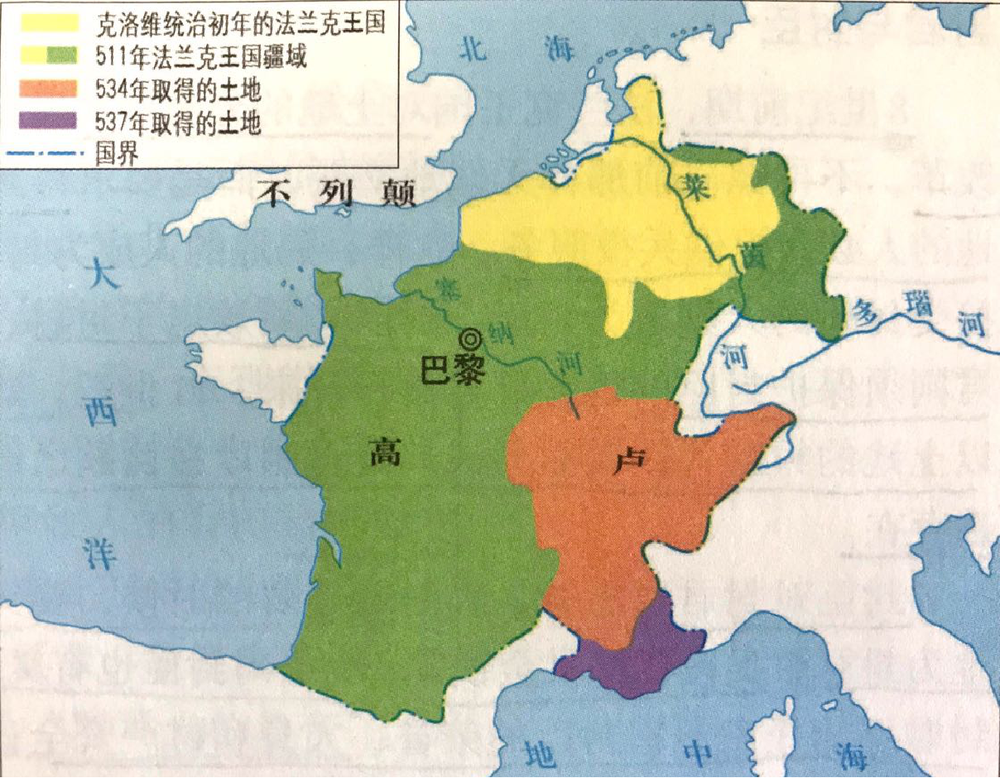 克洛维统治初年的法兰克王国
511年法兰克王国疆域
534年取得的土地
537年取得的土地
国界
北海
不列颠
大西洋
莱茵河
多瑙河
塞纳河
巴黎
高卢
地中海